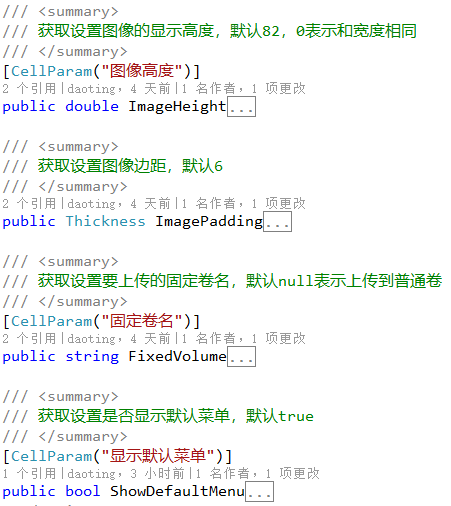 /// <summary>
/// 获取设置图像的显示高度，默认82，0表示和宽度相同
/// </summary>
[CellParam("图像高度")]
2 个引用|daoting，4 天前|1 名作者，1 项更改
public double ImageHeight...
/// <summary>
/// 获取设置图像边距，默认6
/// </summary>
2 个引用|daoting，4 天前|1 名作者，1 项更改
public Thickness ImagePadding...
/// <summary>
/// 获取设置要上传的固定卷名，默认null表示上传到普通卷
/// </summary>
[CellParam("固定卷名")]
2 个引用|daoting，4 天前|1 名作者，1 项更改
public string FixedVolume...
/// <summary>
/// 获取设置是否显示默认菜单，默认true
/// </summary>
[CellParam("显示默认菜单")]
1 个引用|daoting，3 小时前|1 名作者，1 项更改
public bool ShowDefaultMenu...